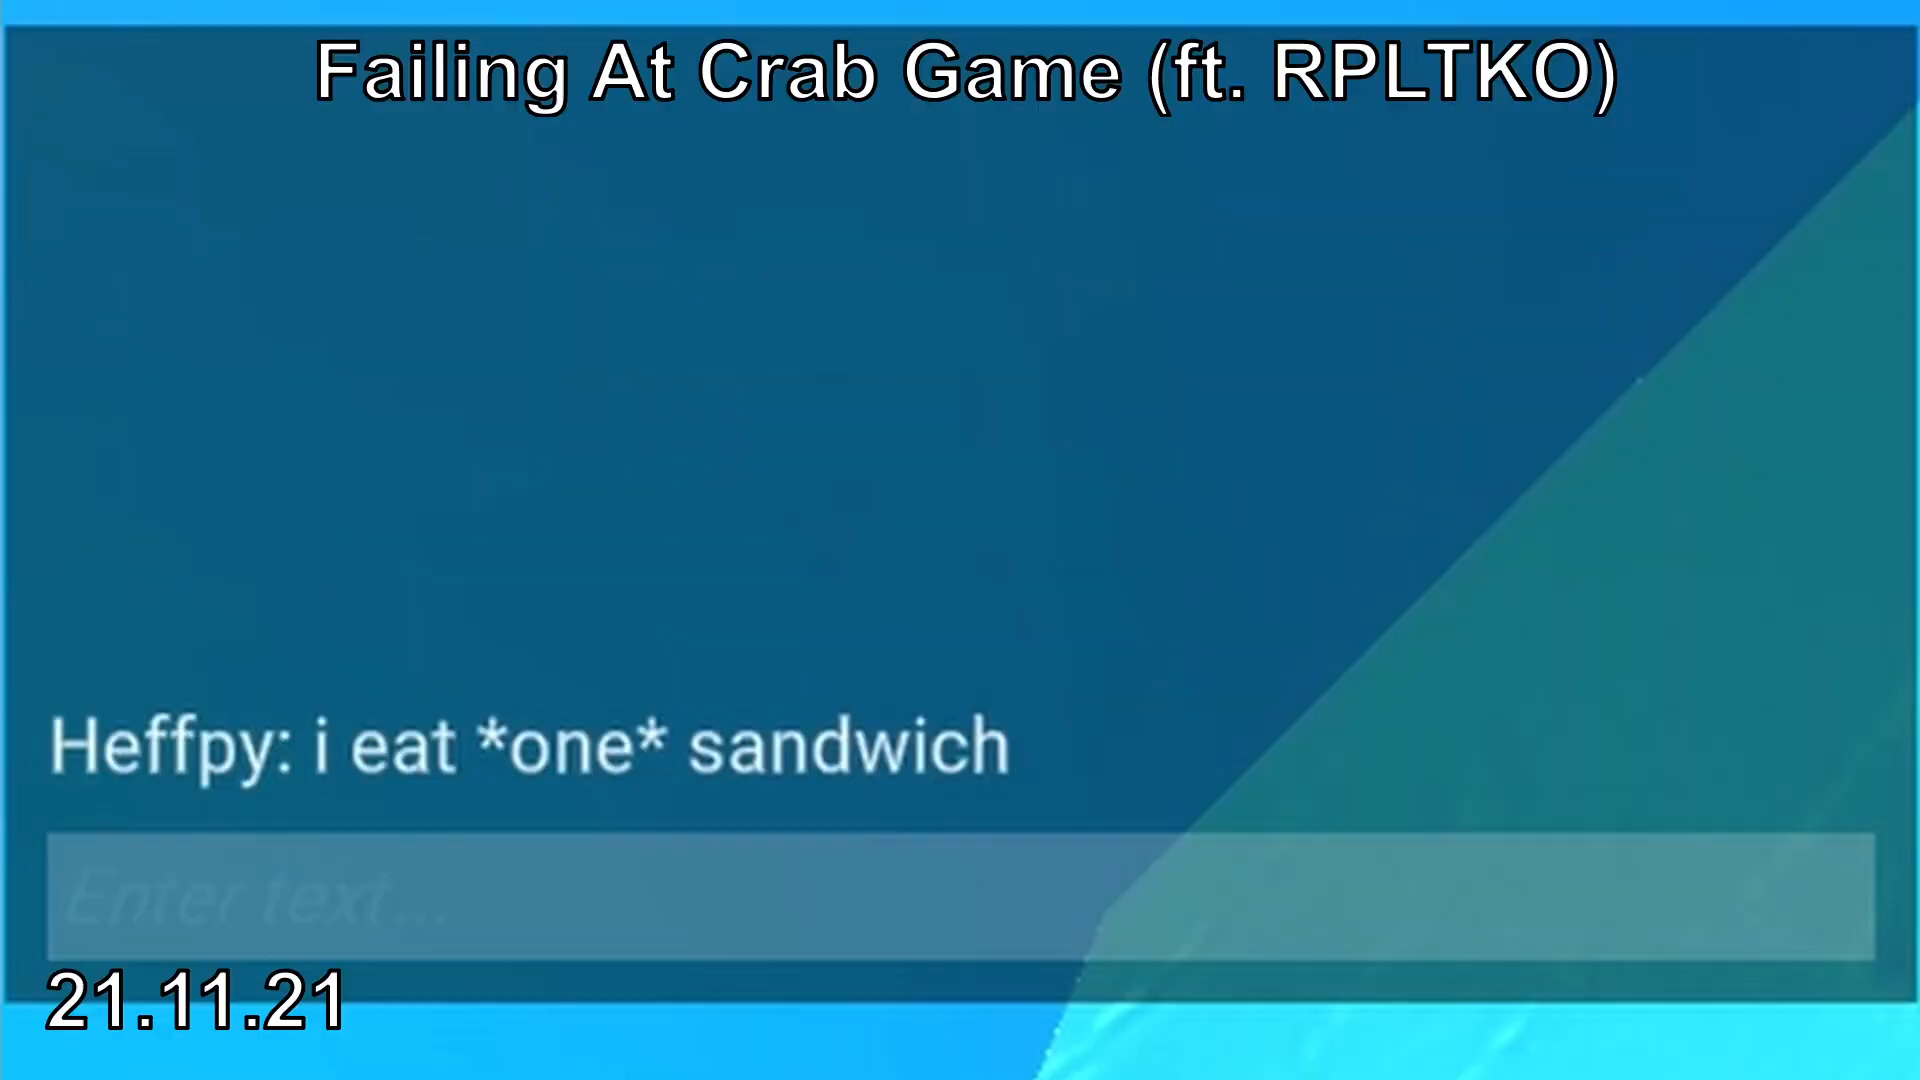 Failing At Crab Game (ft. RPLTKO)
Heffpy: i eat *one* sandwich
Enter text...
21.11.21